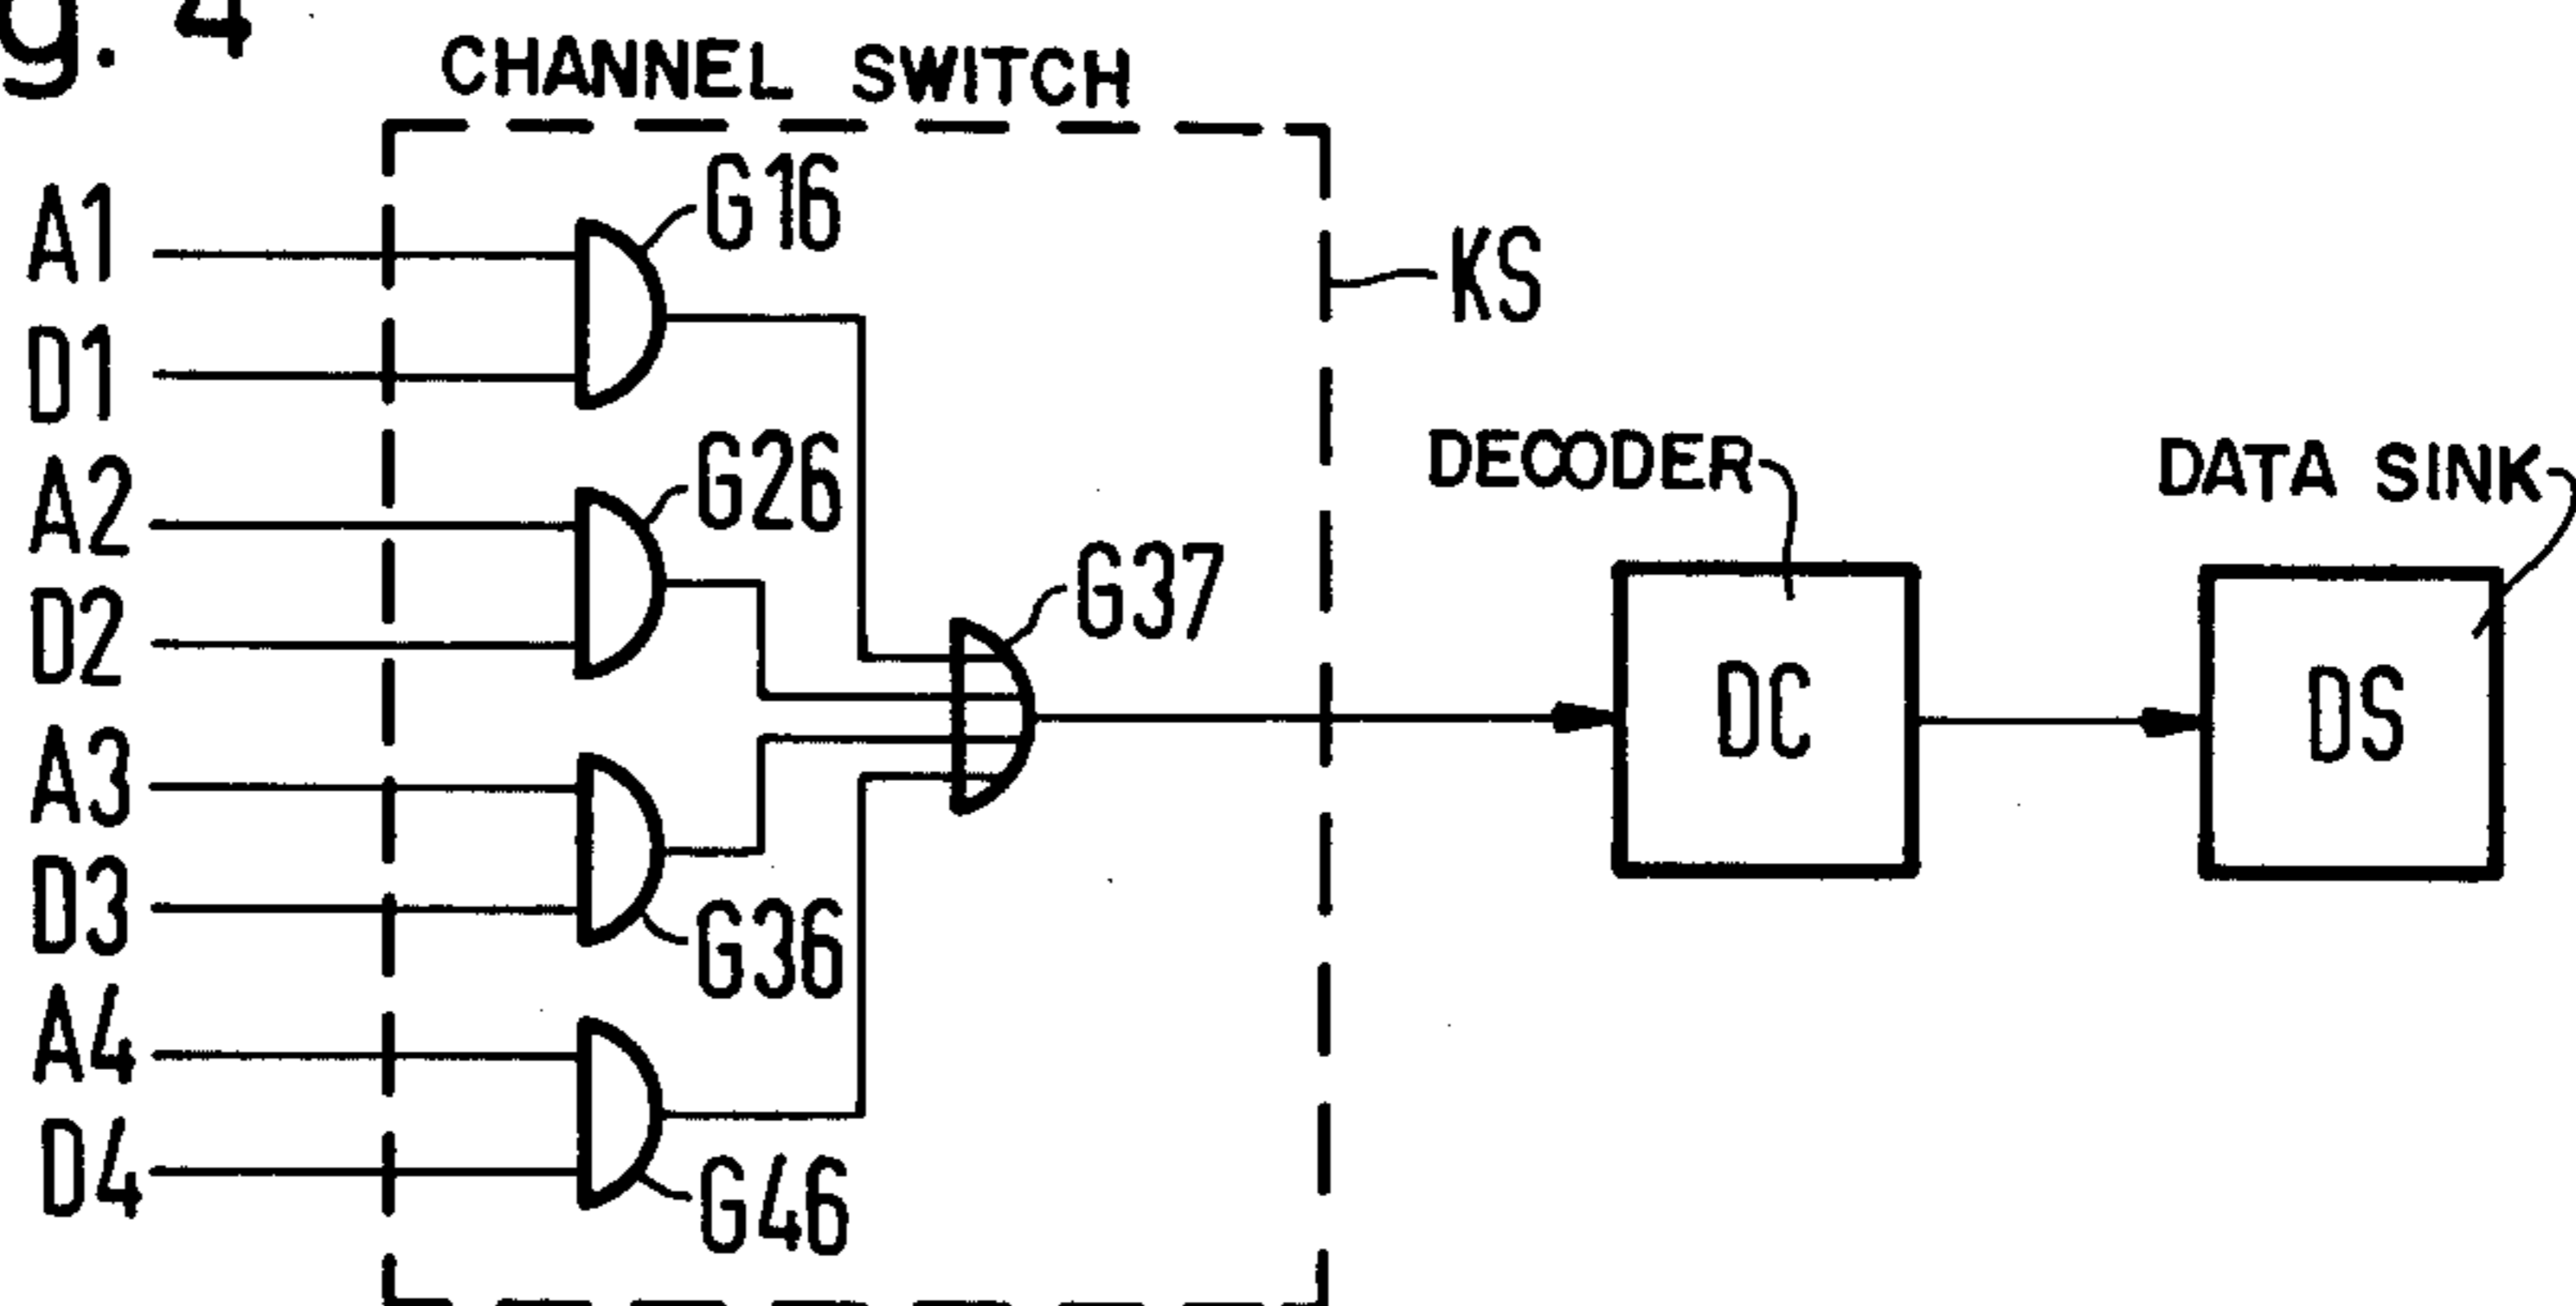 g. 4
CHANNEL SWITCH
G16
A1
KS
D1
G26
DECODER
DATA SINK
A2
G37
D2
DC
DS
A3
D3
G36
A4
D4
G46